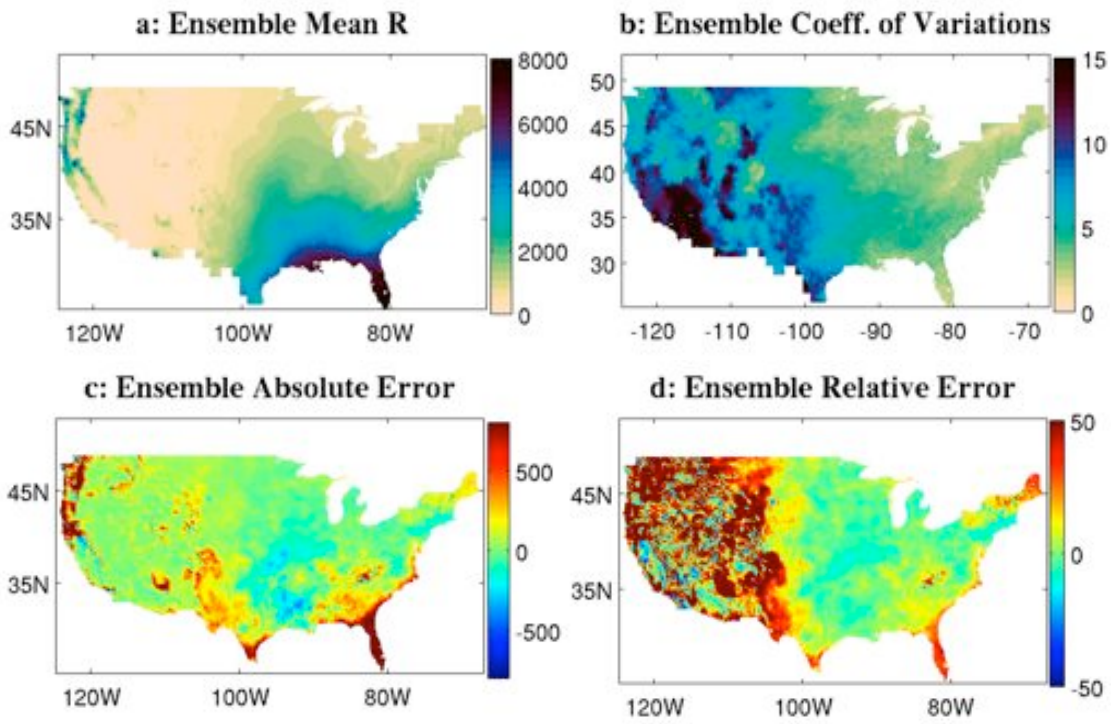 a: Ensemble Mean R
45N
35N
120W 100W 80W
8000
6000
4000
2000
0
b: Ensemble Coeff. of Variations
50
45
40
35
30
-120 -110 -100 -90 -80 -70
15
10
5
0
c: Ensemble Absolute Error
45N
35N
120W 100W 80W
500
0
-500
d: Ensemble Relative Error
45N
35N
120W 100W 80W
50
0
-50